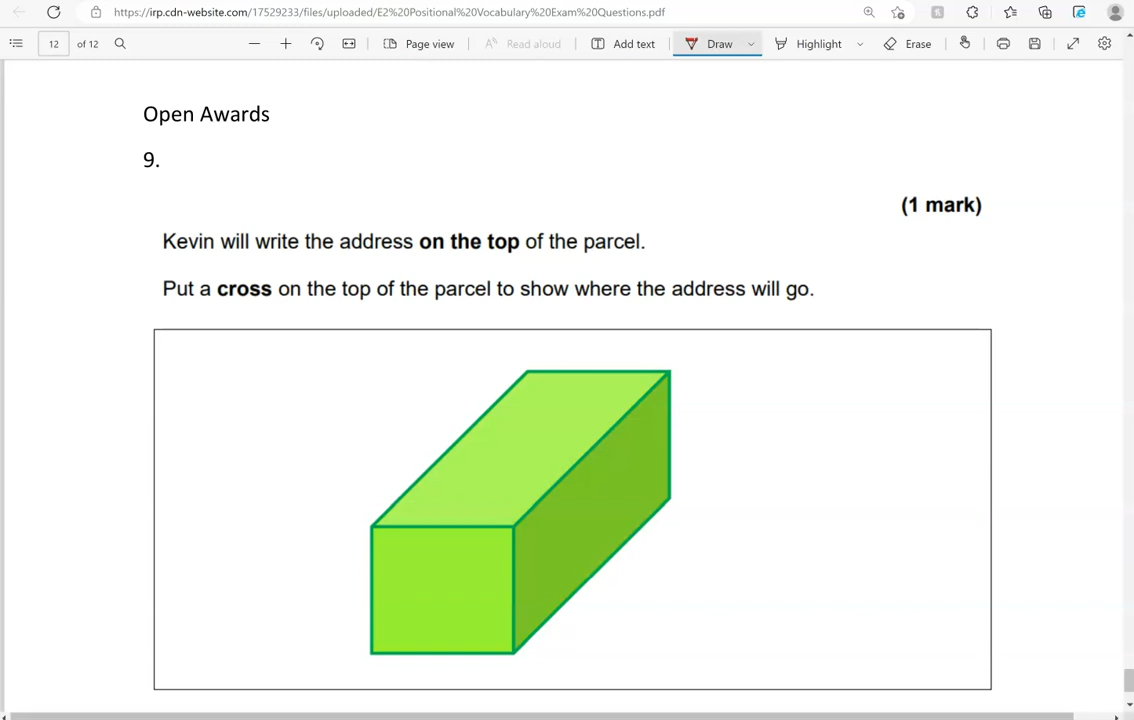 https://irp.cdn-website.com/17529233/files/uploaded/E2%20Positional%20Vocabulary%20Exam%20Questions.pdf
12 of 12 Page view Read aloud Add text Draw Highlight Erase
Open Awards
9.
(1 mark)
Kevin will write the address on the top of the parcel.
Put a cross on the top of the parcel to show where the address will go.